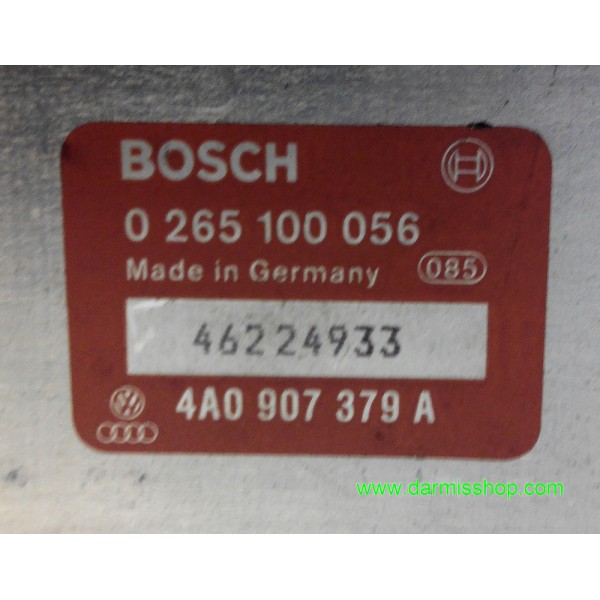 BOSCH
0 265 100 056
Made in Germany 085
46224933
4A0 907 379 A
www.darmisshop.com